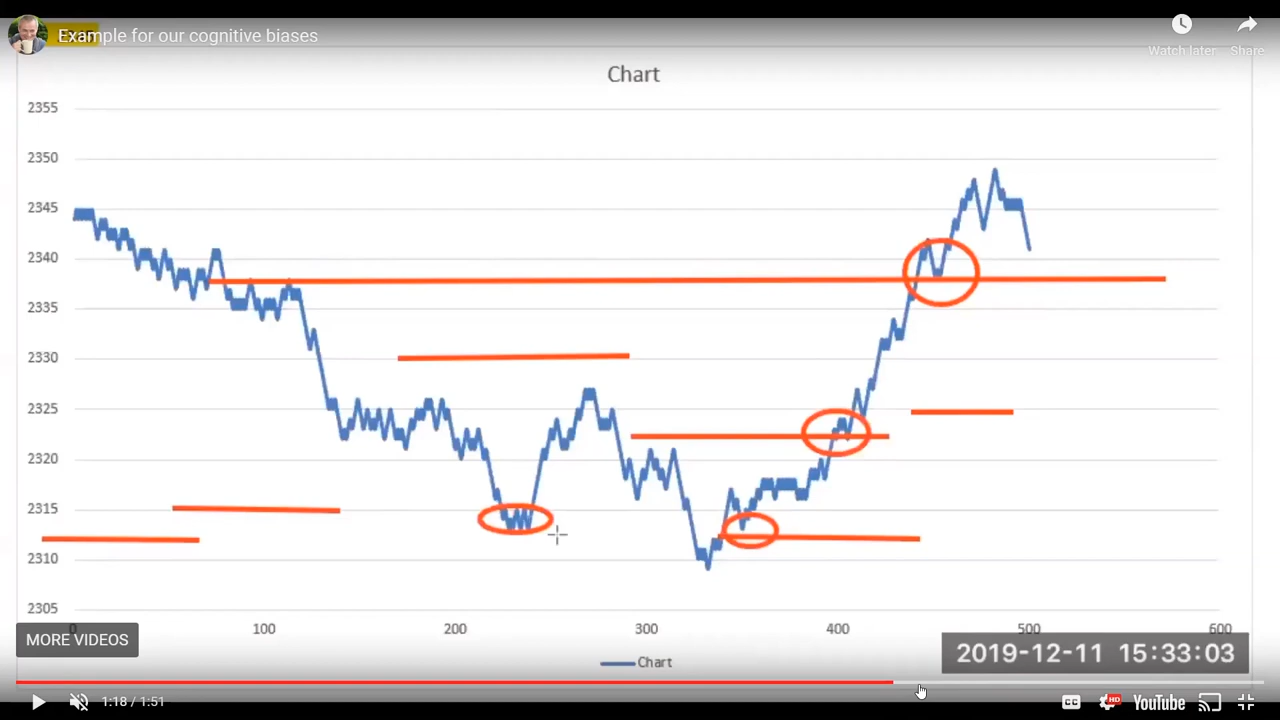 Example for our cognitive biases
Watch later
Share
Chart
2355
2350
2345
2340
2335
2330
2325
2320
2315
2310
2305
0 100 200 300 400 500 600
MORE VIDEOS
Chart
2019-12-11 15:33:03
1:18 / 1:51
CC
HD
YouTube